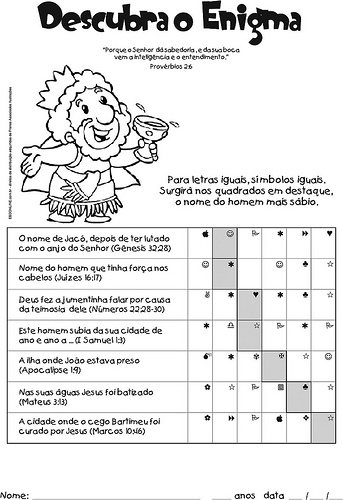 Descubra o Enigma
"Porque o Senhor dá sabedoria, e da sua boca
vem a inteligência e o entendimento."
Provérbios 2:6
Para letras iguais, símbolos iguais.
Surgirá nos quadrados em destaque,
o nome do homem mais sábio.
O nome de Jacó, depois de ter lutado
com o anjo do Senhor (Gênesis 32:28)
Nome do homem que tinha força nos
cabelos (Juízes 16:17)
Deus fez a jumentinha falar por causa
da teimosia dele (Números 22:28-30)
Este homem subia da sua cidade de
ano e ano a ... (I Samuel 1:3)
A ilha onde João estava preso
(Apocalipse 1:9)
Nas suas águas Jesus foi batizado
(Mateus 3:13)
A cidade onde o cego Bartimeu foi
curado por Jesus (Marcos 10:46)
Nome: anos data / /